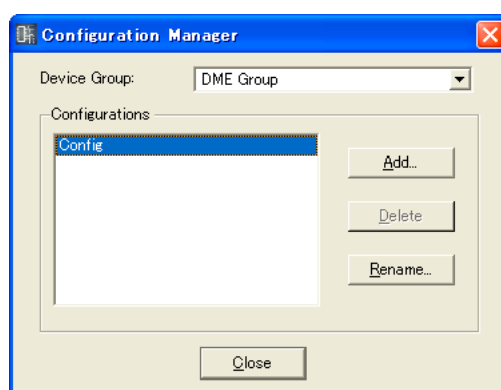 Configuration Manager
Device Group: DME Group
Configurations
Config
Add...
Delete
Rename...
Close